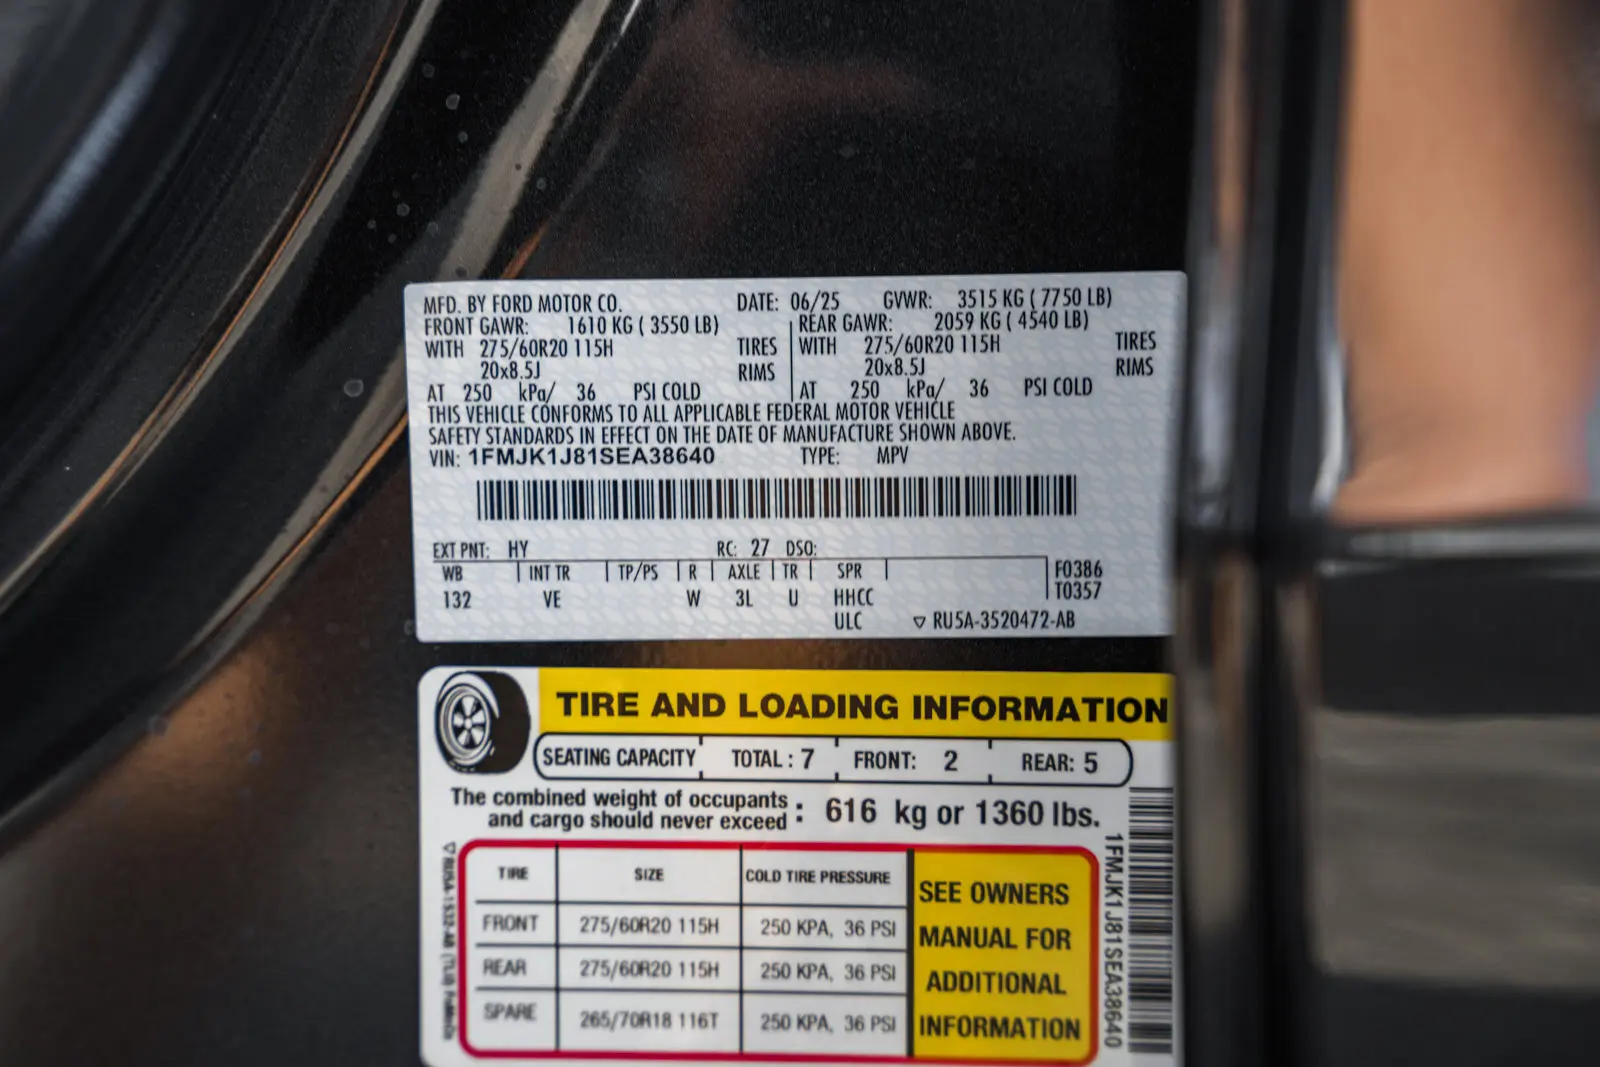 MFD. BY FORD MOTOR CO. DATE: 06/25 GVWR: 3515 KG ( 7750 LB)
FRONT GAWR: 1610 KG ( 3550 LB) REAR GAWR: 2059 KG ( 4540 LB)
WITH 275/60R20 115H TIRES WITH 275/60R20 115H TIRES
20x8.5J RIMS 20x8.5J RIMS
AT 250 kPa/ 36 PSI COLD AT 250 kPa/ 36 PSI COLD
THIS VEHICLE CONFORMS TO ALL APPLICABLE FEDERAL MOTOR VEHICLE
SAFETY STANDARDS IN EFFECT ON THE DATE OF MANUFACTURE SHOWN ABOVE.
VIN: 1FMJK1J81SEA38640 TYPE: MPV
EXT PNT: HY RC: 27 DSO:
WB INT TR TP/PS R AXLE TR SPR F0386
132 VE W 3L U HHCC T0357
ULC ▽ RU5A-3520472-AB
TIRE AND LOADING INFORMATION
SEATING CAPACITY TOTAL : 7 FRONT: 2 REAR: 5
The combined weight of occupants
and cargo should never exceed : 616 kg or 1360 lbs.
TIRE SIZE COLD TIRE PRESSURE
FRONT 275/60R20 115H 250 KPA, 36 PSI
REAR 275/60R20 115H 250 KPA, 36 PSI
SPARE 265/70R18 116T 250 KPA, 36 PSI
SEE OWNERS
MANUAL FOR
ADDITIONAL
INFORMATION
1FMJK1J81SEA38640